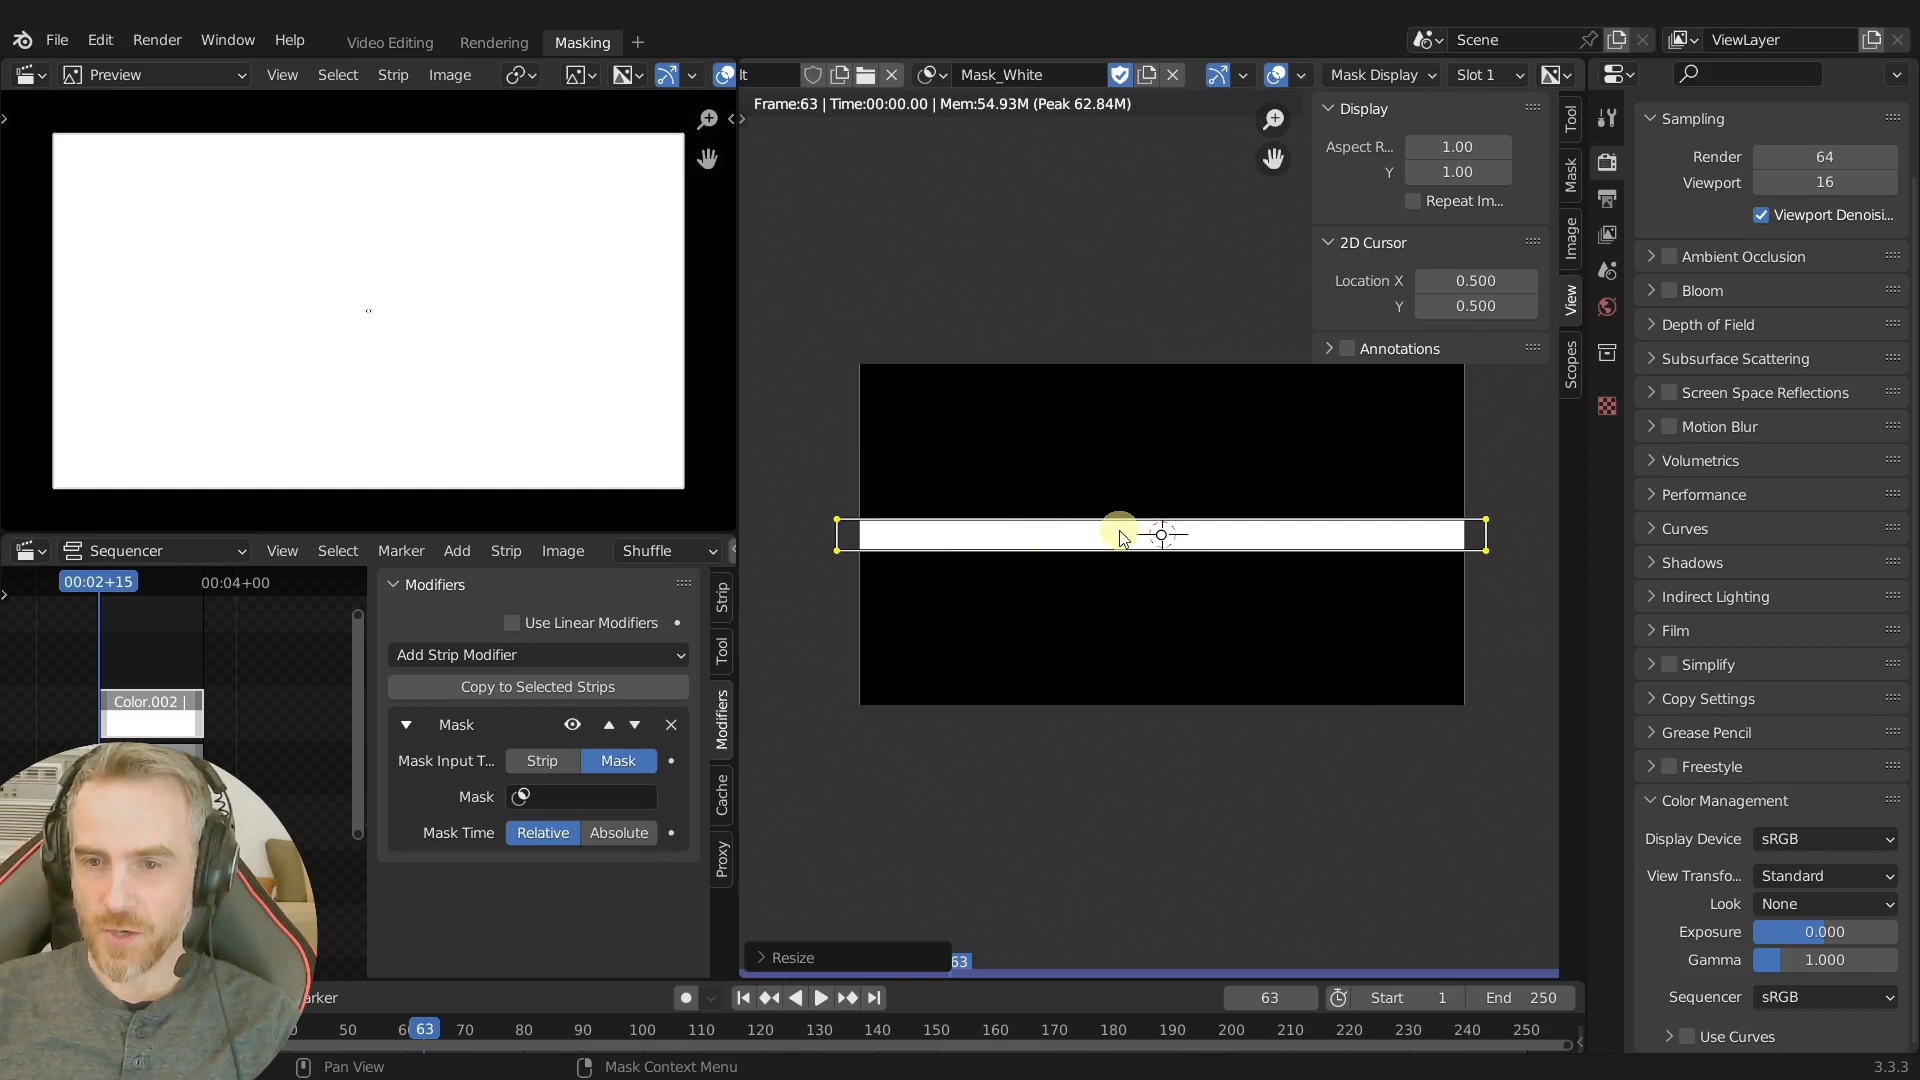 File Edit Render Window Help Video Editing Rendering Masking + Scene ViewLayer
Preview View Select Strip Image
lt Mask_White Mask Display Slot 1
Frame:63 | Time:00:00.00 | Mem:54.93M (Peak 62.84M)
Display
Aspect R... 1.00
Y 1.00
Repeat Im...
2D Cursor
Location X 0.500
Y 0.500
Annotations
Tool
Mask
Image
View
Scopes
Sampling
Render 64
Viewport 16
Viewport Denoisi...
Ambient Occlusion
Bloom
Depth of Field
Subsurface Scattering
Screen Space Reflections
Motion Blur
Volumetrics
Performance
Curves
Shadows
Indirect Lighting
Film
Simplify
Copy Settings
Grease Pencil
Freestyle
Color Management
Display Device sRGB
View Transfo... Standard
Look None
Exposure 0.000
Gamma 1.000
Sequencer sRGB
Use Curves
Sequencer View Select Marker Add Strip Image Shuffle
00:02+15 00:04+00
Color.002 |
Modifiers
Use Linear Modifiers
Add Strip Modifier
Copy to Selected Strips
Mask
Mask Input T... Strip Mask
Mask
Mask Time Relative Absolute
Strip
Tool
Modifiers
Cache
Proxy
Resize
63
arker 63 Start 1 End 250
50 63 70 80 90 100 110 120 130 140 150 160 170 180 190 200 210 220 230 240 250
Pan View Mask Context Menu 3.3.3